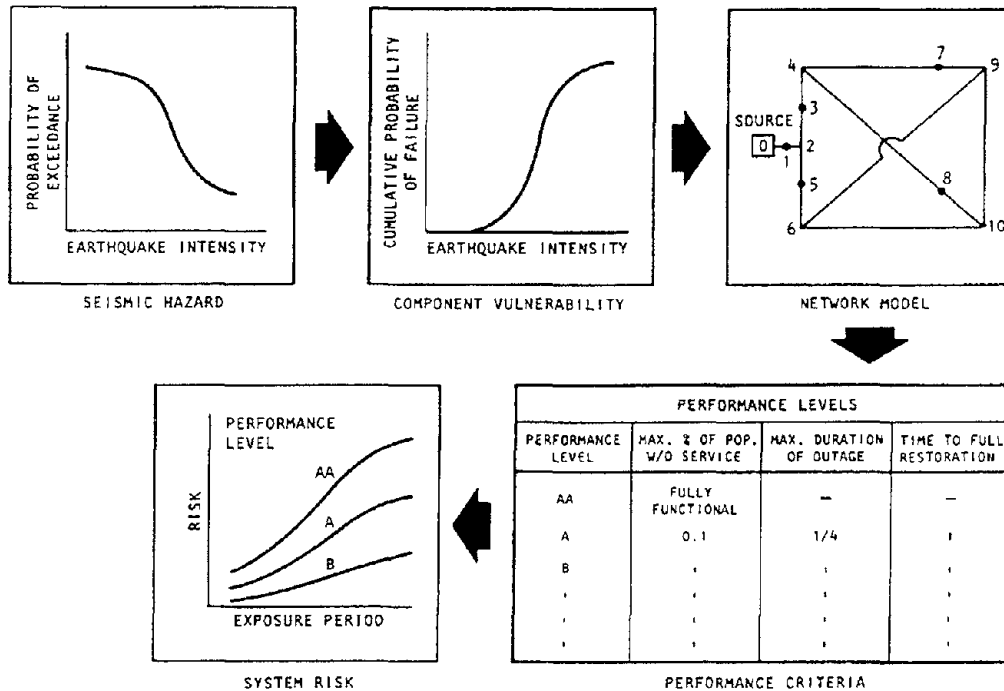 PROBABILITY OF
EXCEEDANCE
EARTHQUAKE INTENSITY
SEISMIC HAZARD
CUMULATIVE PROBABILITY
OF FAILURE
EARTHQUAKE INTENSITY
COMPONENT VULNERABILITY
4
7
9
3
SOURCE
0
1
2
5
8
6
10
NETWORK MODEL
PERFORMANCE
LEVEL
AA
A
B
RISK
EXPOSURE PERIOD
SYSTEM RISK
PERFORMANCE LEVELS
PERFORMANCE LEVEL
MAX. % OF POP. W/O SERVICE
MAX. DURATION OF OUTAGE
TIME TO FULL RESTORATION
AA FULLY FUNCTIONAL — —
A 0.1 1/4
B
PERFORMANCE CRITERIA